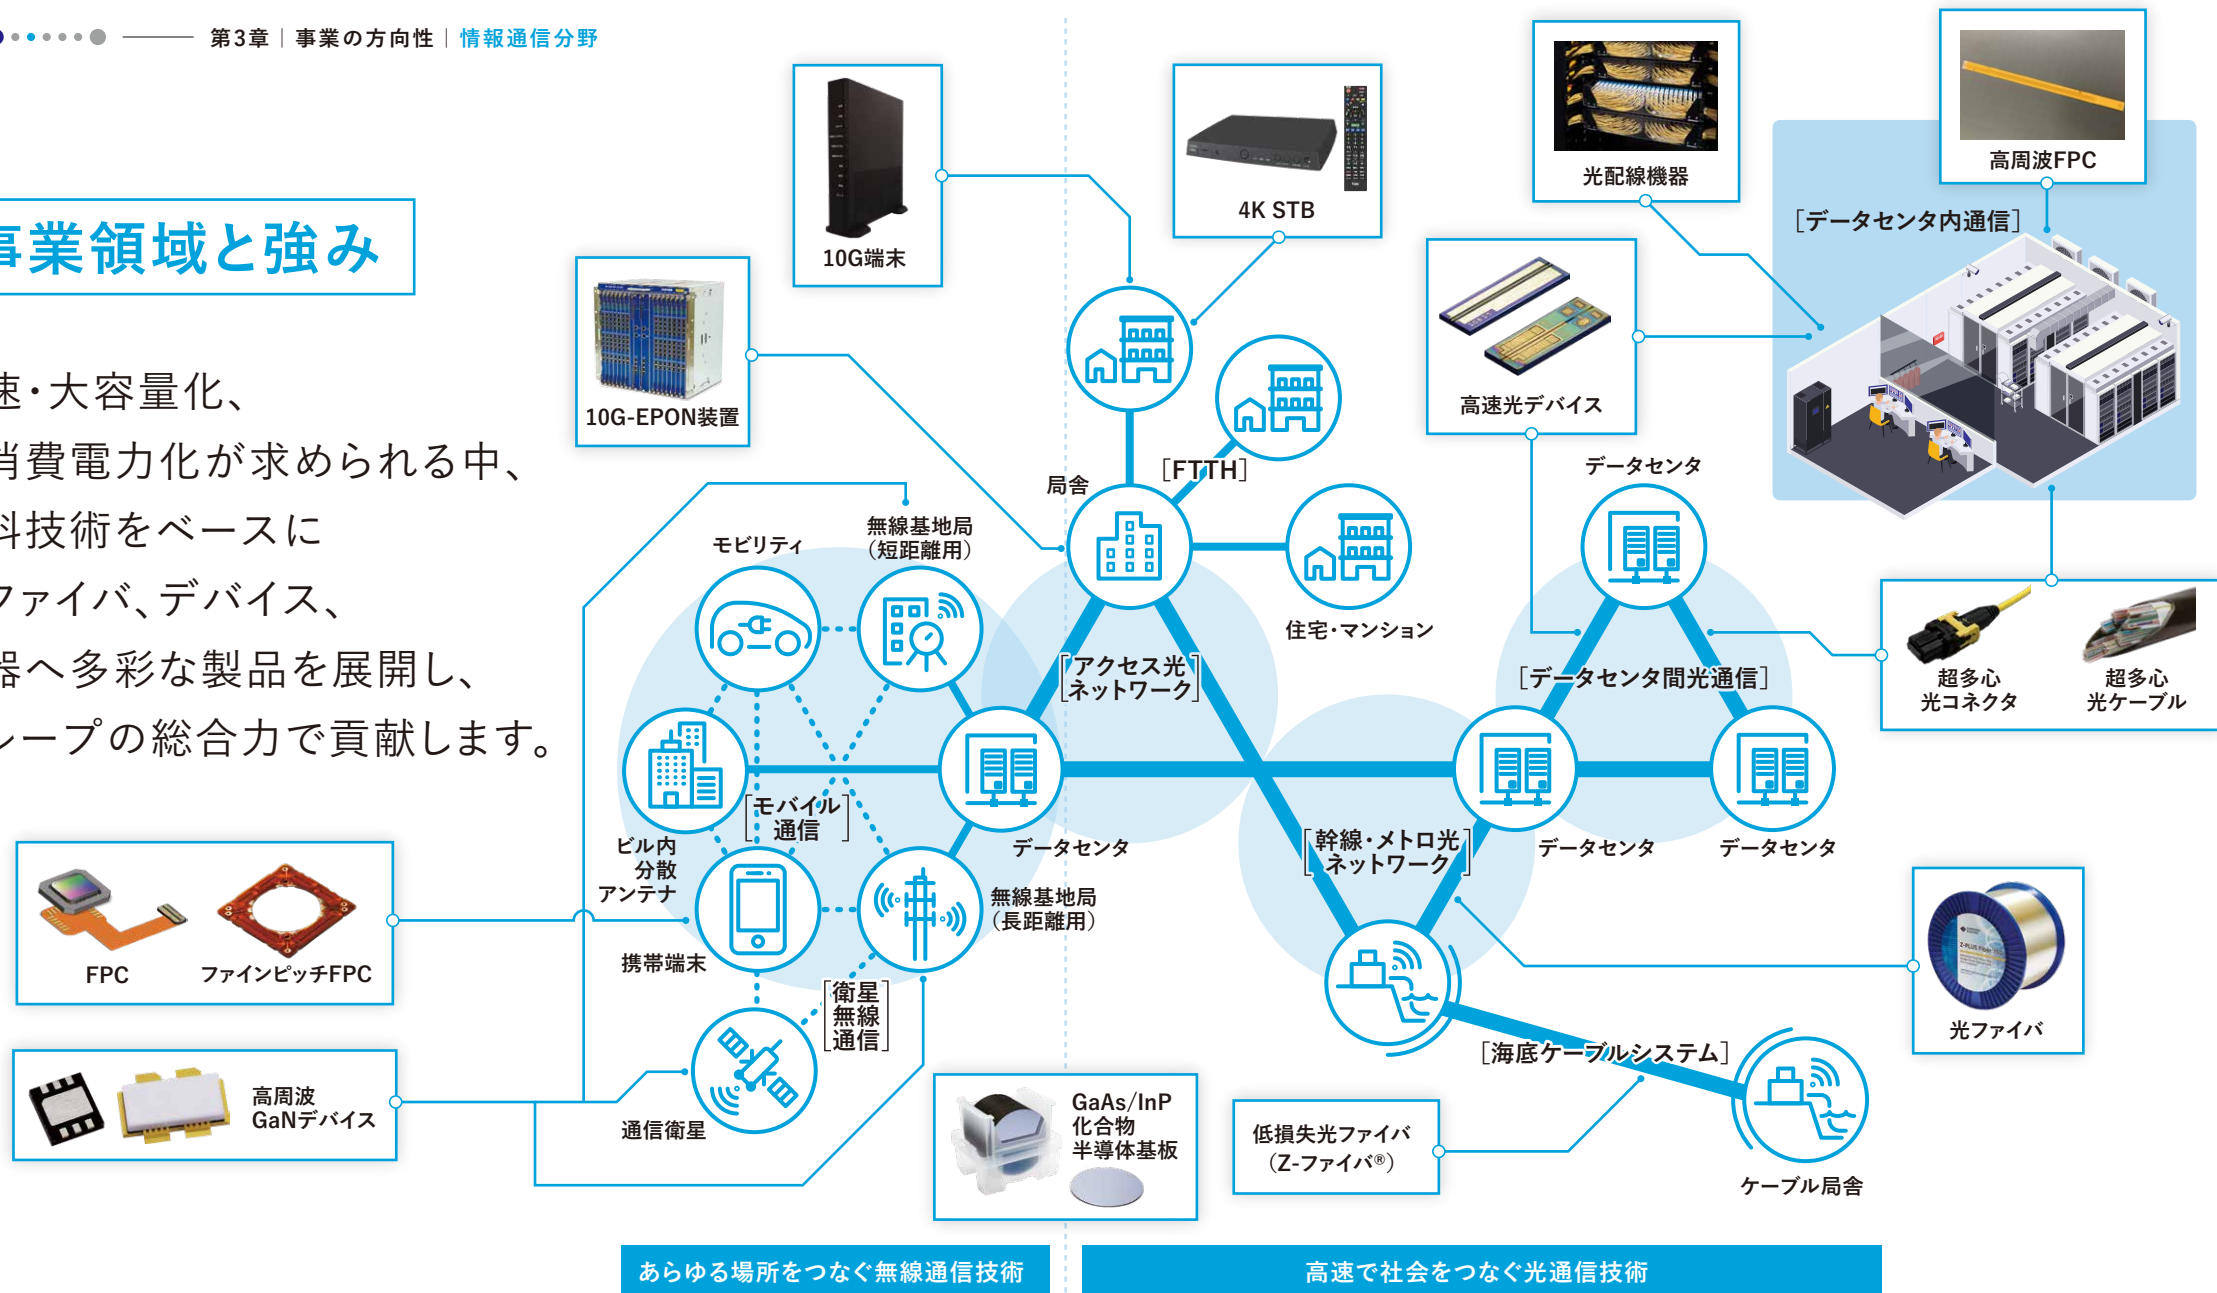 第3章｜事業の方向性｜情報通信分野
事業領域と強み
速・大容量化、
消費電力化が求められる中、
料技術をベースに
ファイバ、デバイス、
器へ多彩な製品を展開し、
ループの総合力で貢献します。
10G端末
4K STB
光配線機器
高周波FPC
10G-EPON装置
高速光デバイス
［データセンタ内通信］
局舎
［FTTH］
住宅・マンション
データセンタ
モビリティ
無線基地局
（短距離用）
［アクセス光
ネットワーク］
［データセンタ間光通信］
超多心
光コネクタ
超多心
光ケーブル
ビル内
分散
アンテナ
［モバイル
通信］
データセンタ
［幹線・メトロ光
ネットワーク］
データセンタ
データセンタ
FPC
ファインピッチFPC
携帯端末
無線基地局
（長距離用）
［衛星
無線
通信］
Z-PLUS Fiber
光ファイバ
高周波
GaNデバイス
通信衛星
GaAs/InP
化合物
半導体基板
［海底ケーブルシステム］
低損失光ファイバ
（Z-ファイバ®）
ケーブル局舎
あらゆる場所をつなぐ無線通信技術
高速で社会をつなぐ光通信技術